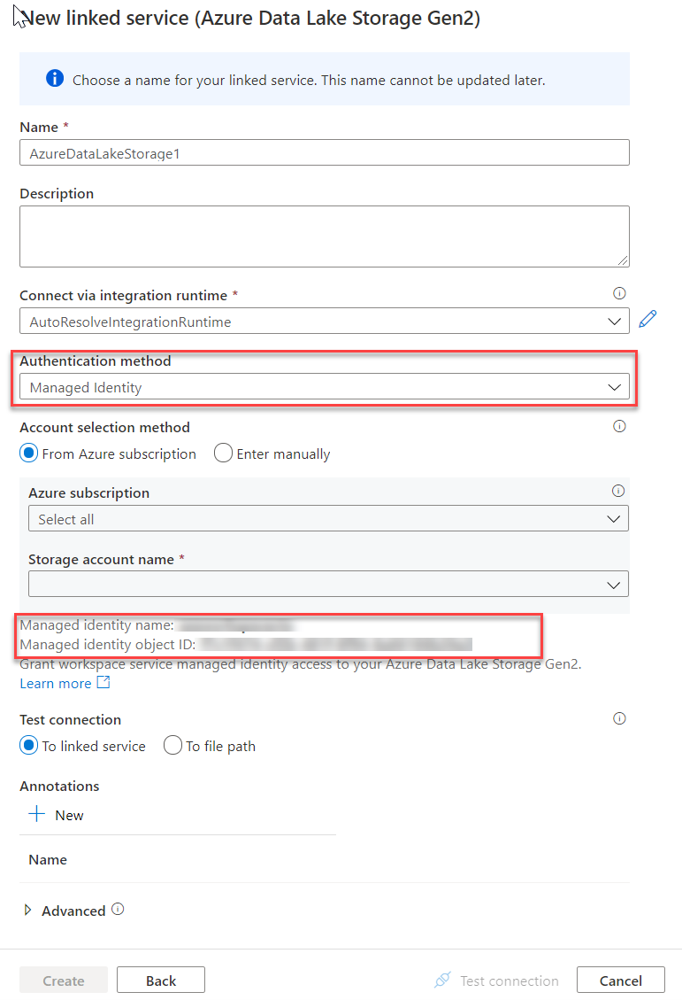 New linked service (Azure Data Lake Storage Gen2)
Choose a name for your linked service. This name cannot be updated later.
Name *
AzureDataLakeStorage1
Description
Connect via integration runtime *
AutoResolveIntegrationRuntime
Authentication method
Managed Identity
Account selection method
From Azure subscription Enter manually
Azure subscription
Select all
Storage account name *
Managed identity name:
Managed identity object ID:
Grant workspace service managed identity access to your Azure Data Lake Storage Gen2.
Learn more
Test connection
To linked service To file path
Annotations
New
Name
Advanced
Create Back Test connection Cancel